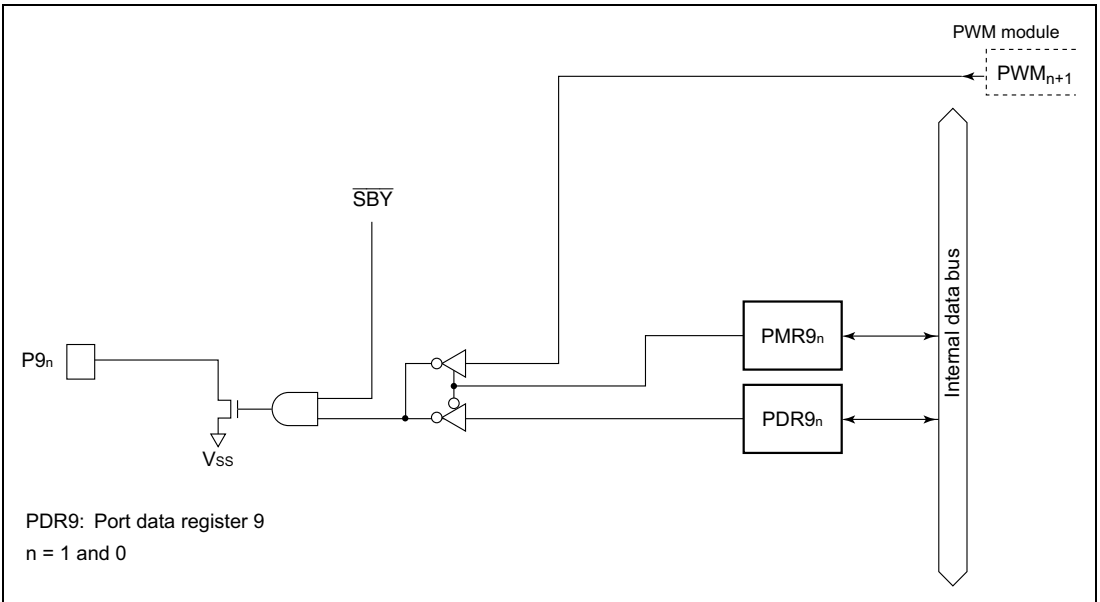 PWM module
PWMn+1
SBY
Internal data bus
PMR9n
P9n
PDR9n
VSS
PDR9: Port data register 9
n = 1 and 0